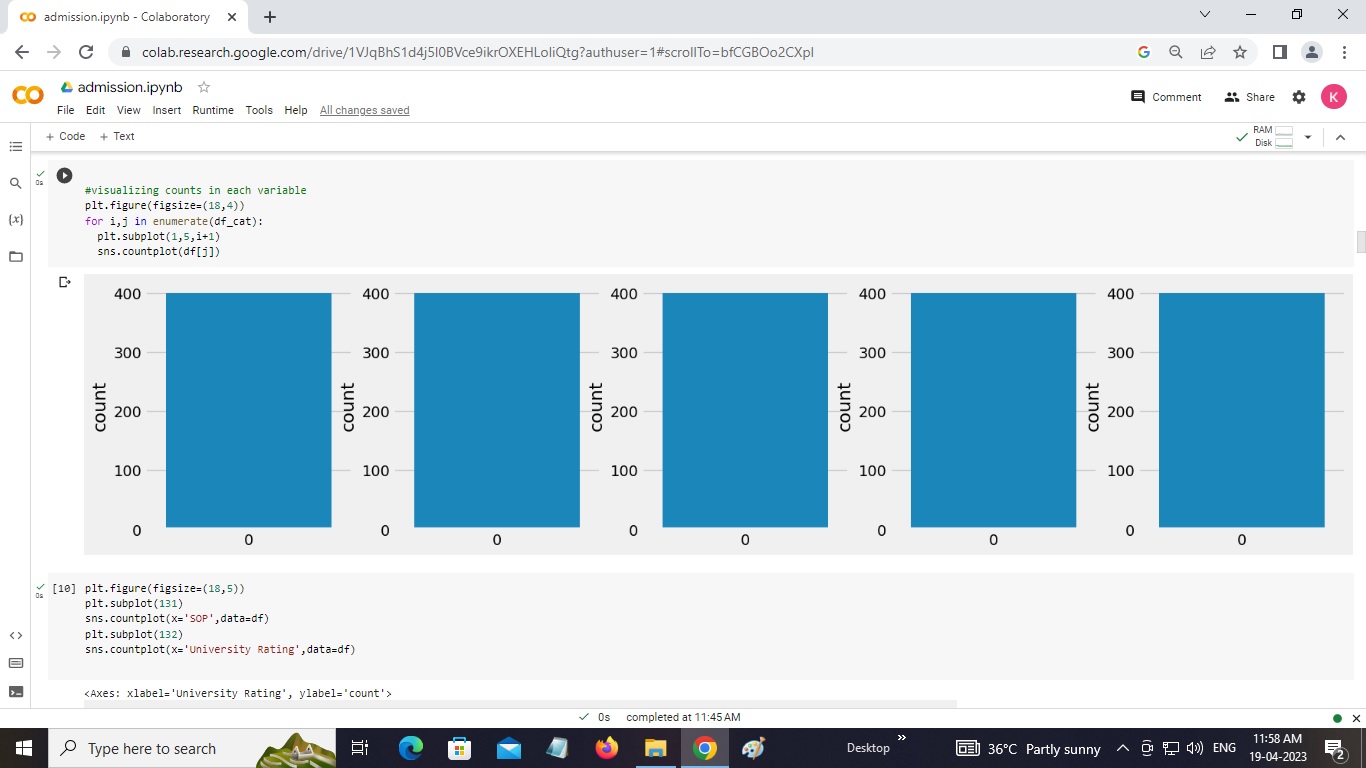 admission.ipynb - Colaboratory
colab.research.google.com/drive/1VJqBhS1d4j5I0BVce9ikrOXEHLoIiQtg?authuser=1#scrollTo=bfCGBOo2CXpI
admission.ipynb
File Edit View Insert Runtime Tools Help All changes saved
Comment Share K
+ Code + Text
RAM
Disk
{x}
0s
#visualizing counts in each variable
plt.figure(figsize=(18,4))
for i,j in enumerate(df_cat):
plt.subplot(1,5,i+1)
sns.countplot(df[j])
400 400 400 400 400
300 300 300 300 300
count count count count count
200 200 200 200 200
100 100 100 100 100
0 0 0 0 0
0 0 0 0 0
0s
[10] plt.figure(figsize=(18,5))
plt.subplot(131)
sns.countplot(x='SOP',data=df)
plt.subplot(132)
sns.countplot(x='University Rating',data=df)
<Axes: xlabel='University Rating', ylabel='count'>
0s completed at 11:45 AM
Type here to search
Desktop
36°C Partly sunny
ENG
11:58 AM
19-04-2023
2